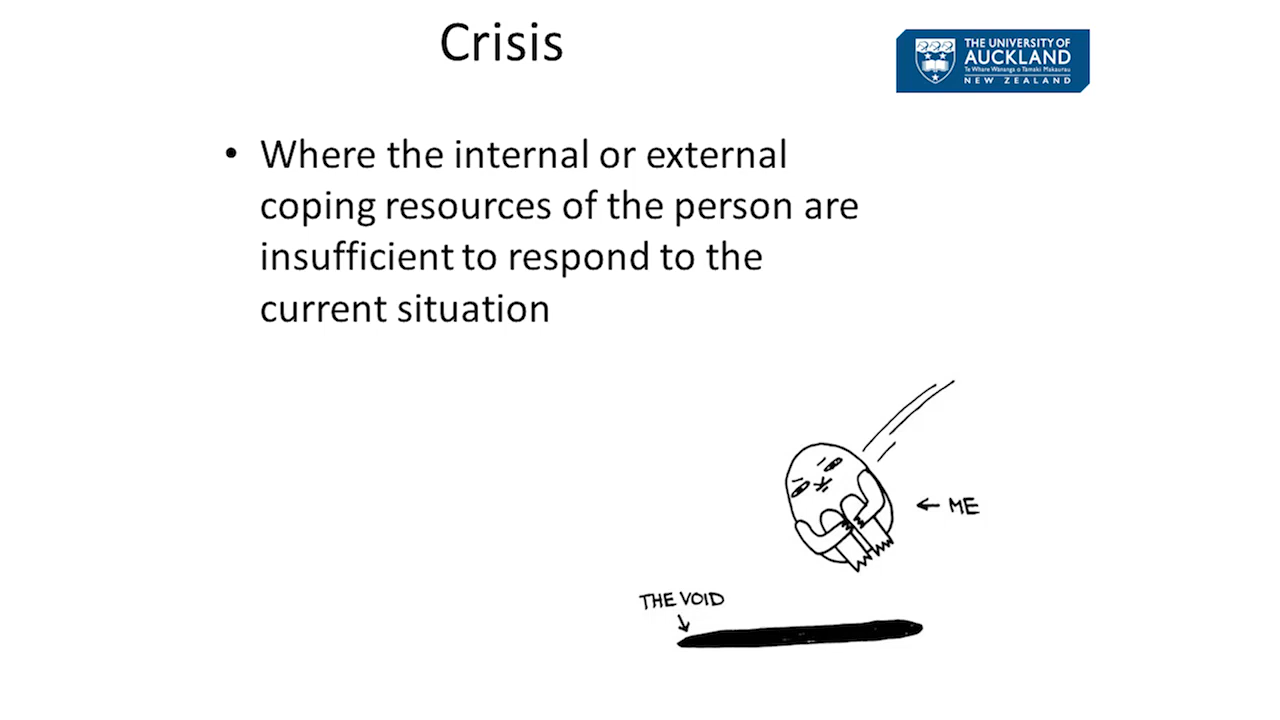 Crisis
THE UNIVERSITY OF
AUCKLAND
Te Whare Wānanga o Tāmaki Makaurau
NEW ZEALAND
• Where the internal or external
coping resources of the person are
insufficient to respond to the
current situation
← ME
THE VOID